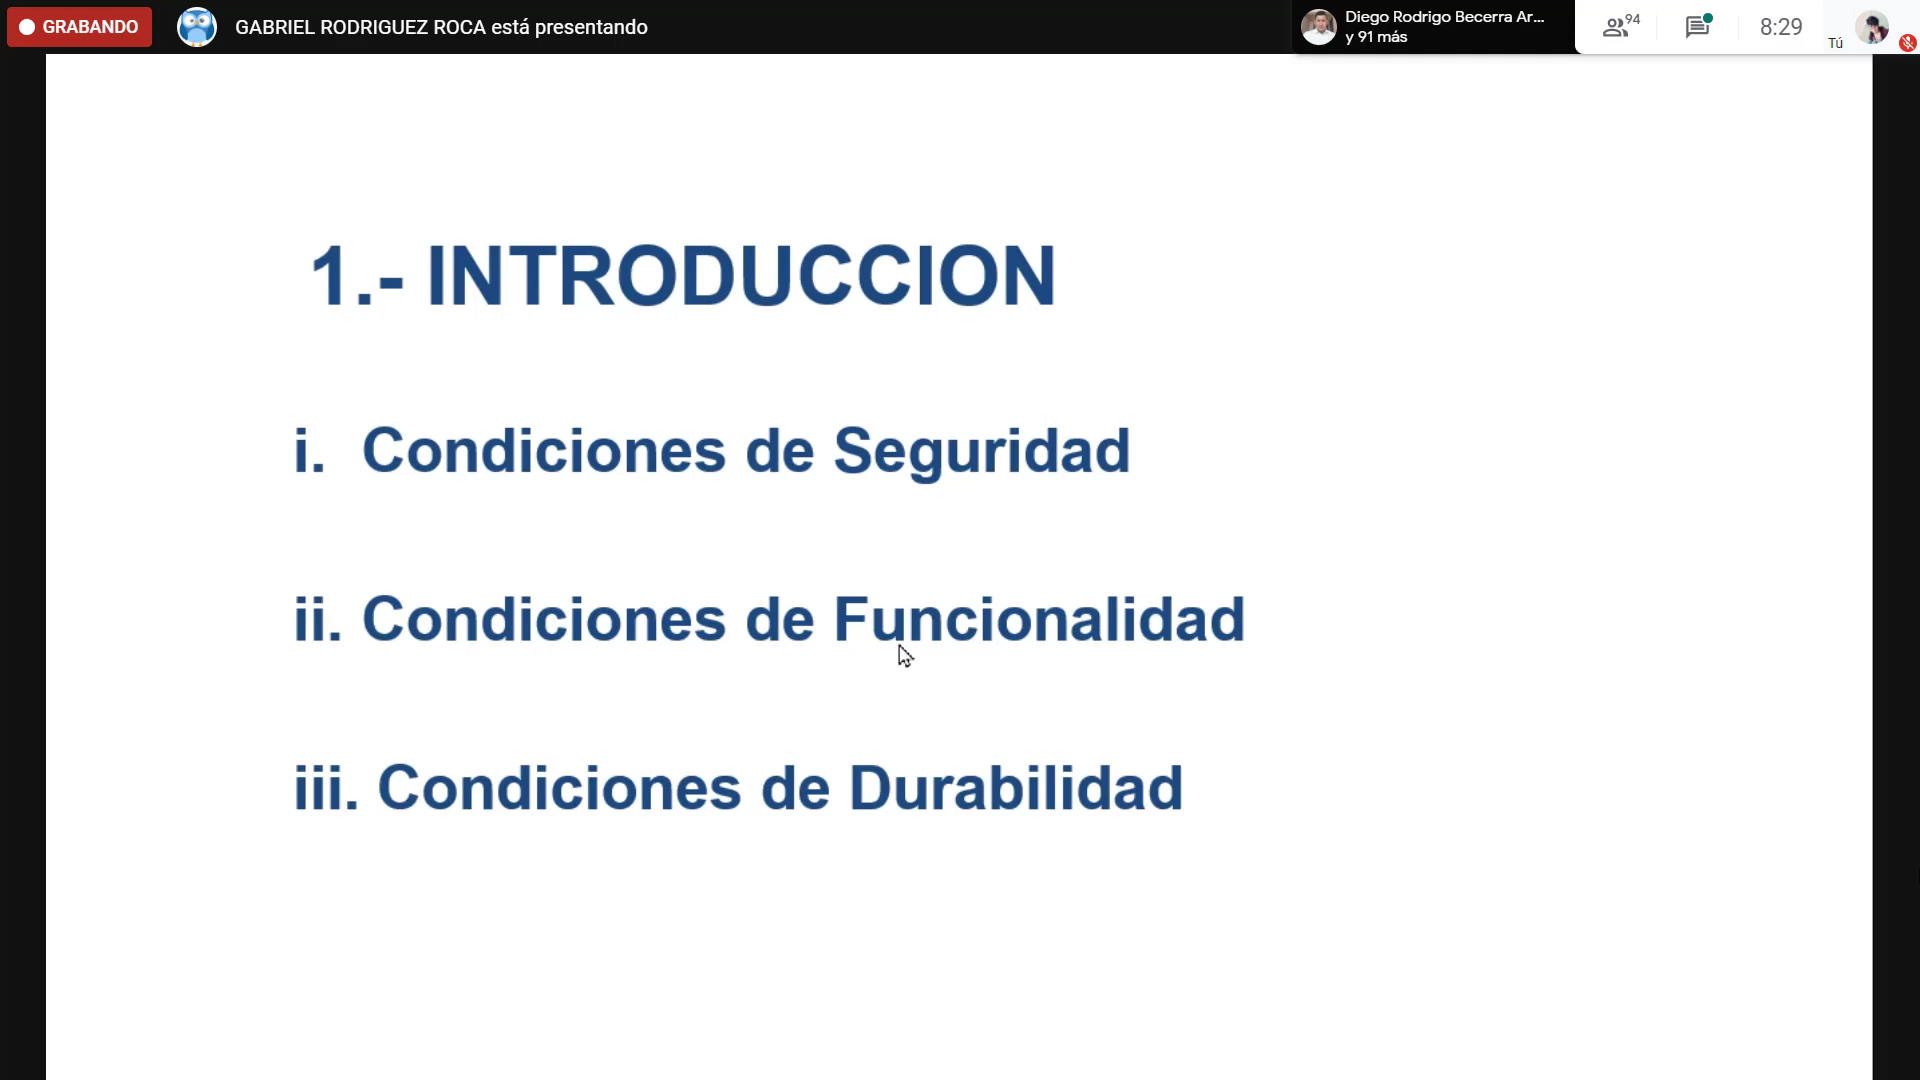 GRABANDO
GABRIEL RODRIGUEZ ROCA está presentando
Diego Rodrigo Becerra Ar...
y 91 más
94
8:29
Tú
1.- INTRODUCCION
i. Condiciones de Seguridad
ii. Condiciones de Funcionalidad
iii. Condiciones de Durabilidad